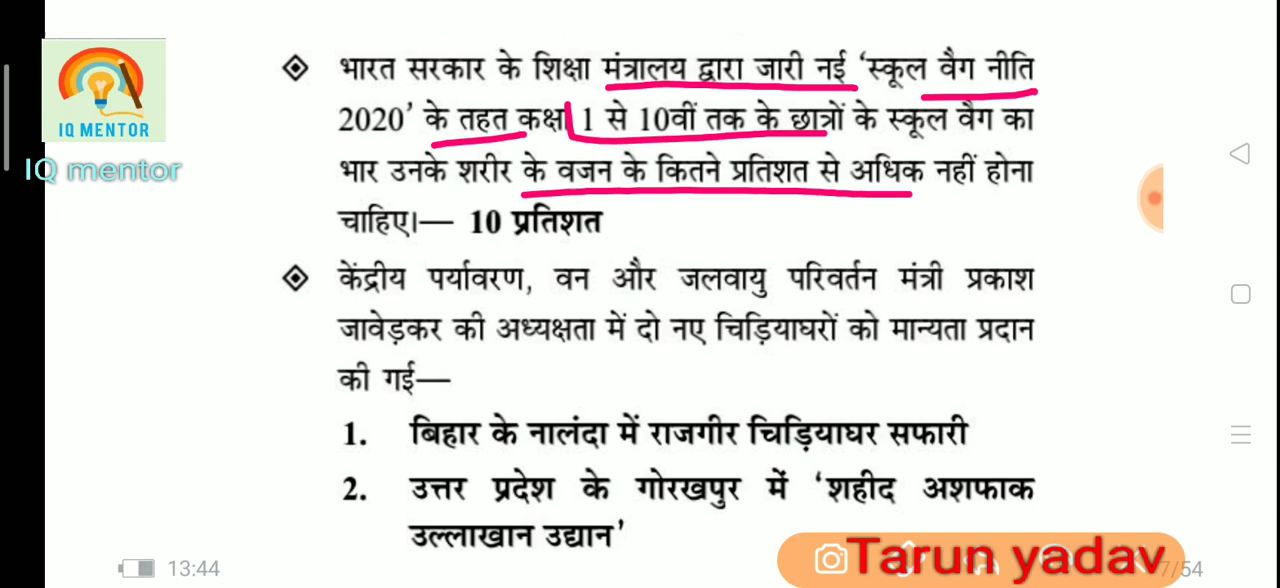 IQ MENTOR
IQ mentor
भारत सरकार के शिक्षा मंत्रालय द्वारा जारी नई ‘स्कूल वैग नीति
2020’ के तहत कक्षा 1 से 10वीं तक के छात्रों के स्कूल वैग का
भार उनके शरीर के वजन के कितने प्रतिशत से अधिक नहीं होना
चाहिए।— 10 प्रतिशत
केंद्रीय पर्यावरण, वन और जलवायु परिवर्तन मंत्री प्रकाश
जावेड़कर की अध्यक्षता में दो नए चिड़ियाघरों को मान्यता प्रदान
की गई—
1. बिहार के नालंदा में राजगीर चिड़ियाघर सफारी
2. उत्तर प्रदेश के गोरखपुर में ‘शहीद अशफाक
उल्लाखान उद्यान’
13:44
Tarun yadav
7/54